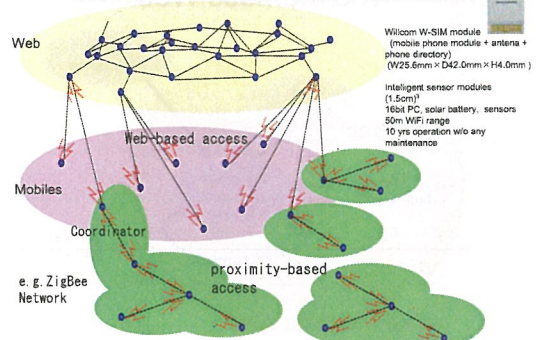 Web
Willcom W-SIM module
(mobile phone module + antena +
phone directory)
(W25.6mm×D42.0mm×H4.0mm)
Intelligent sensor modules
(1.5cm)³
16bit PC, solar battery, sensors
50m WiFi range
10 yrs operation w/o any
maintenance
Web-based access
Mobiles
Coordinator
proximity-based
access
e.g. ZigBee
Network